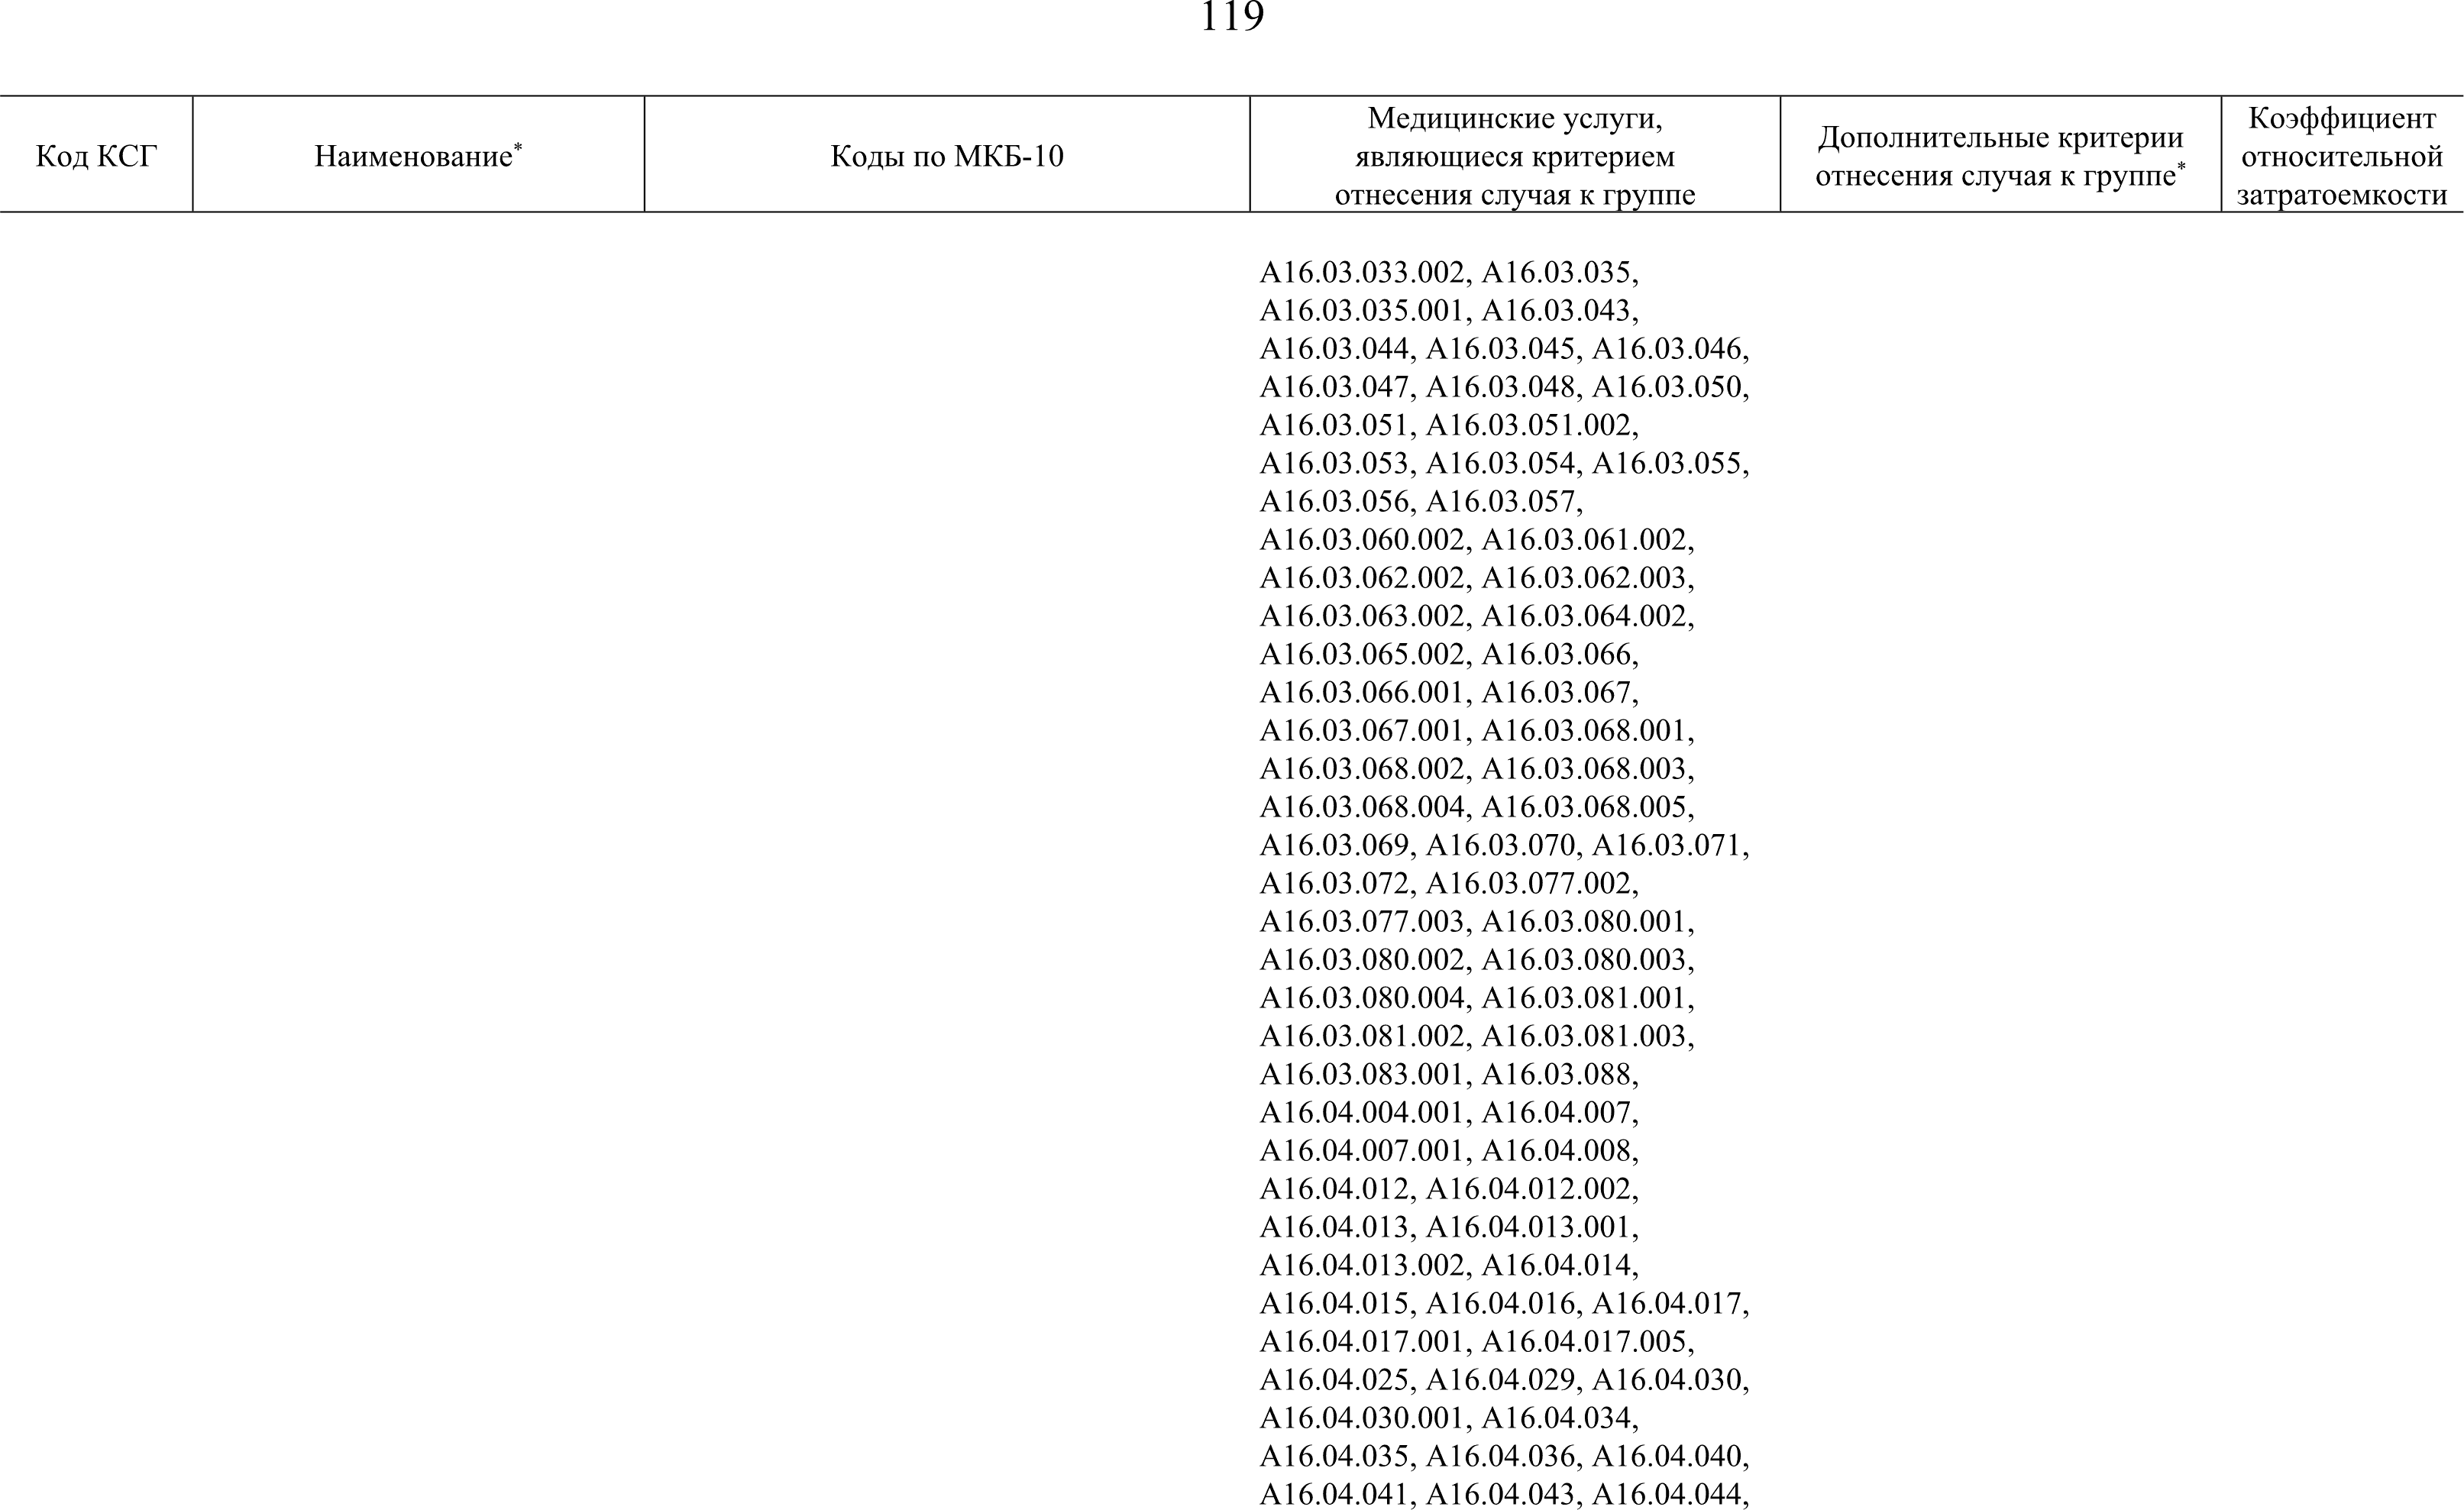 119
Код КСГ
Наименование*
Коды по МКБ-10
Медицинские услуги,
являющиеся критерием
отнесения случая к группе
Дополнительные критерии
отнесения случая к группе*
Коэффициент
относительной
затратоемкости
A16.03.033.002, A16.03.035,
A16.03.035.001, A16.03.043,
A16.03.044, A16.03.045, A16.03.046,
A16.03.047, A16.03.048, A16.03.050,
A16.03.051, A16.03.051.002,
A16.03.053, A16.03.054, A16.03.055,
A16.03.056, A16.03.057,
A16.03.060.002, A16.03.061.002,
A16.03.062.002, A16.03.062.003,
A16.03.063.002, A16.03.064.002,
A16.03.065.002, A16.03.066,
A16.03.066.001, A16.03.067,
A16.03.067.001, A16.03.068.001,
A16.03.068.002, A16.03.068.003,
A16.03.068.004, A16.03.068.005,
A16.03.069, A16.03.070, A16.03.071,
A16.03.072, A16.03.077.002,
A16.03.077.003, A16.03.080.001,
A16.03.080.002, A16.03.080.003,
A16.03.080.004, A16.03.081.001,
A16.03.081.002, A16.03.081.003,
A16.03.083.001, A16.03.088,
A16.04.004.001, A16.04.007,
A16.04.007.001, A16.04.008,
A16.04.012, A16.04.012.002,
A16.04.013, A16.04.013.001,
A16.04.013.002, A16.04.014,
A16.04.015, A16.04.016, A16.04.017,
A16.04.017.001, A16.04.017.005,
A16.04.025, A16.04.029, A16.04.030,
A16.04.030.001, A16.04.034,
A16.04.035, A16.04.036, A16.04.040,
A16.04.041, A16.04.043, A16.04.044,